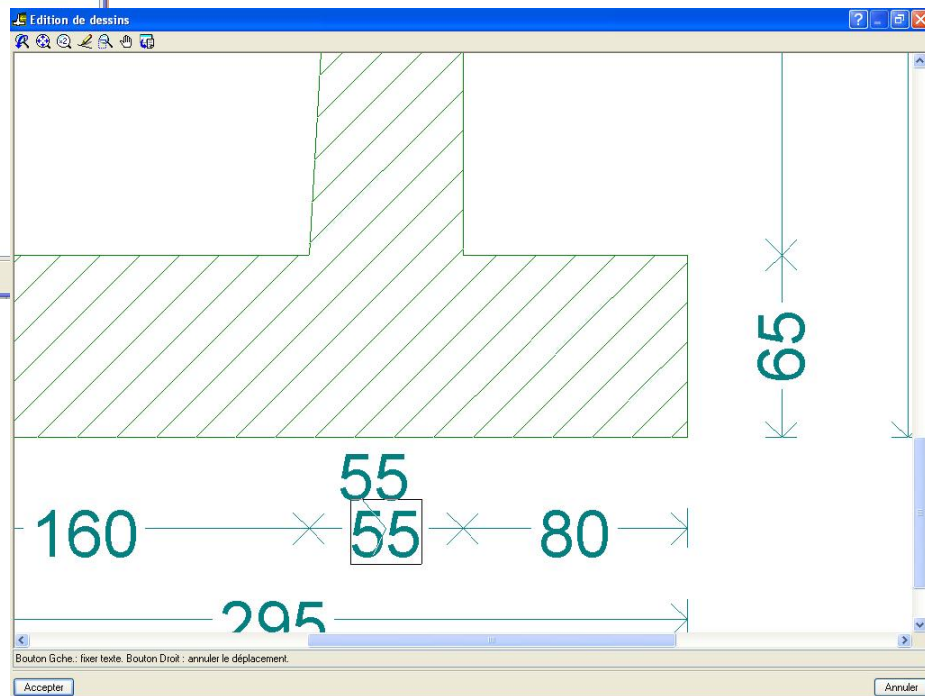 Edition de dessins
65
55
160 55 80
295
Bouton Gche.: fixer texte. Bouton Droit : annuler le déplacement.
Accepter Annuler